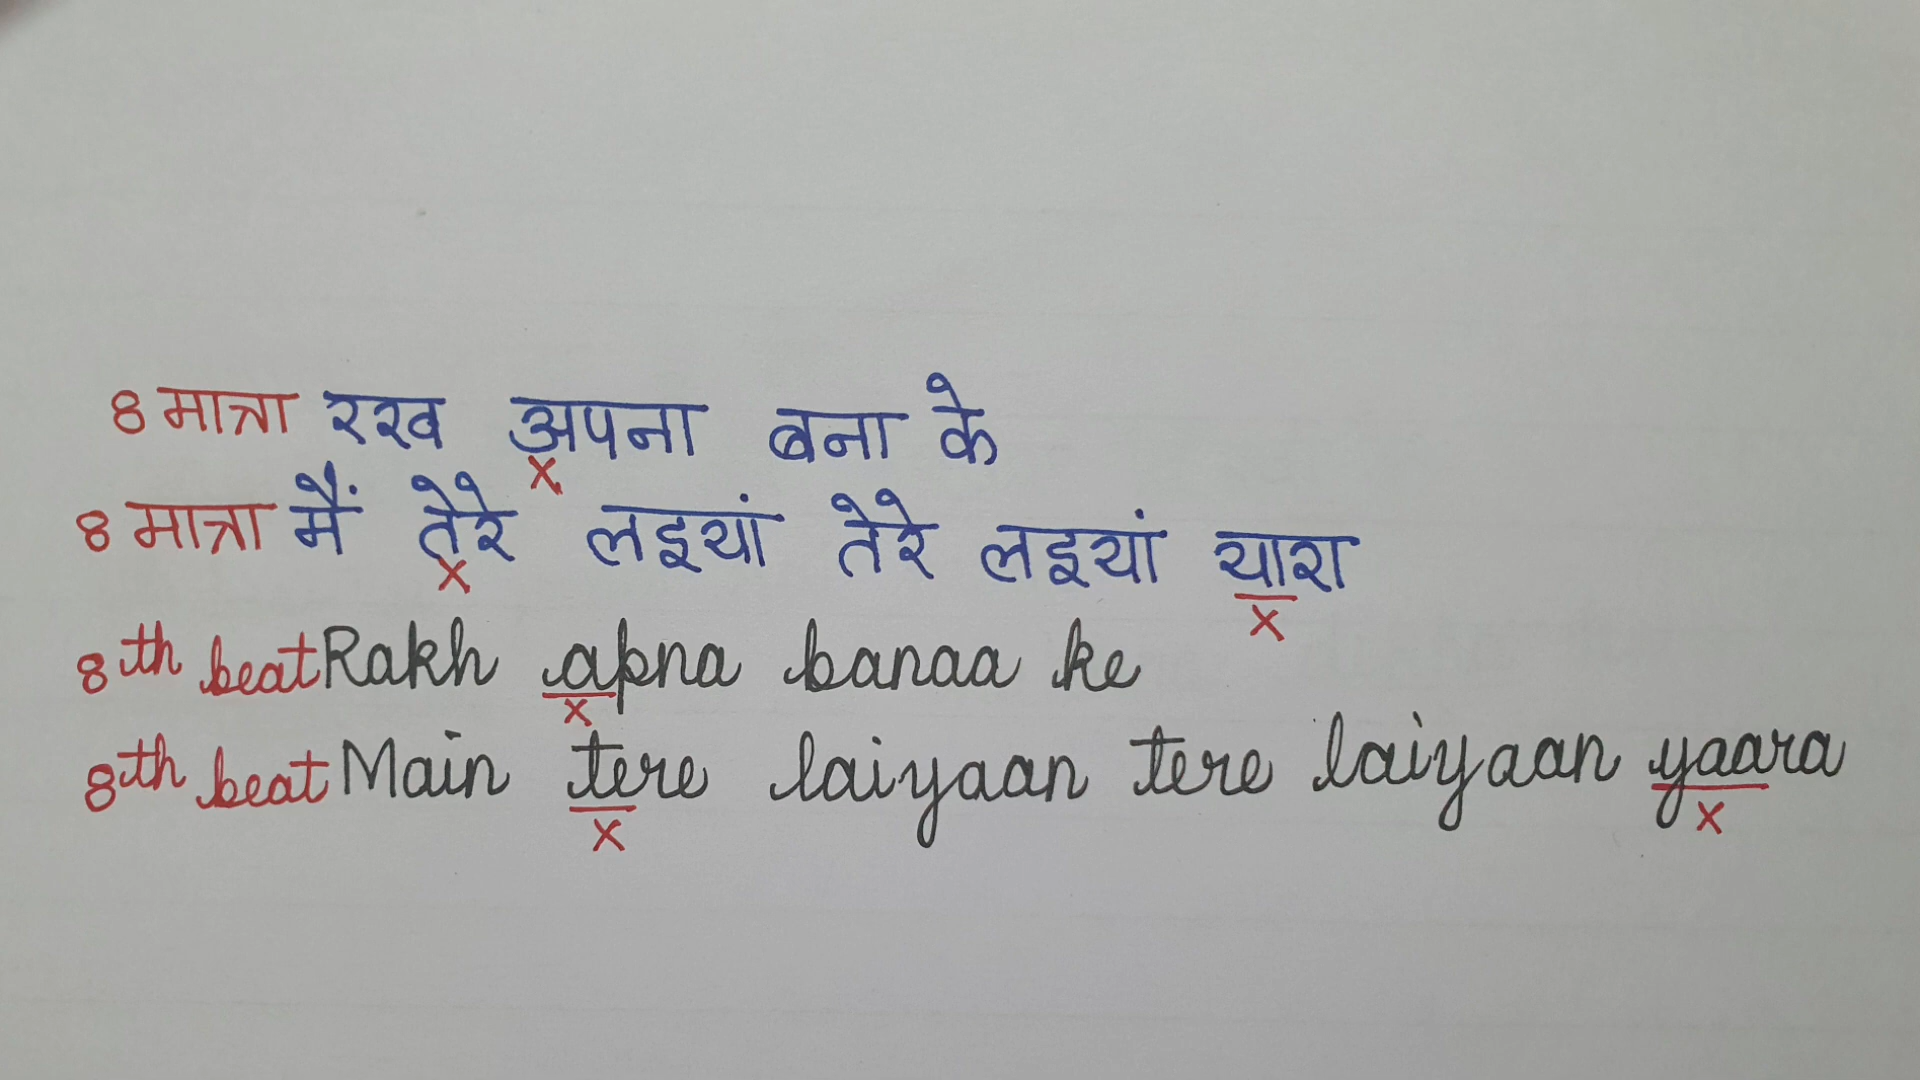 8 मात्रा रख अपना बना के
x
8 मात्रा मैं तेरे लइयां तेरे लइयां यारा
x x
8th beat Rakh apna banaa ke
x
8th beat Main tere laiyaan tere laiyaan yaara
x x